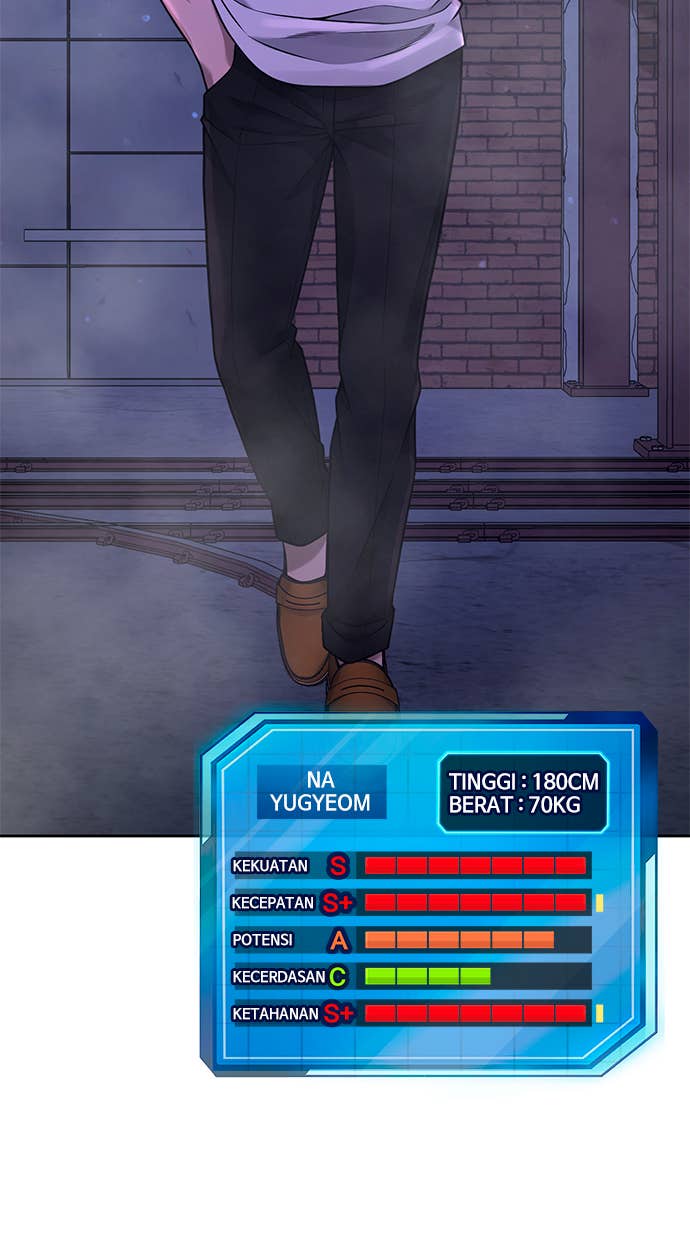 NA
YUGYEOM
TINGGI : 180CM
BERAT : 70KG
KEKUATAN S
KECEPATAN S+
POTENSI A
KECERDASAN C
KETAHANAN S+